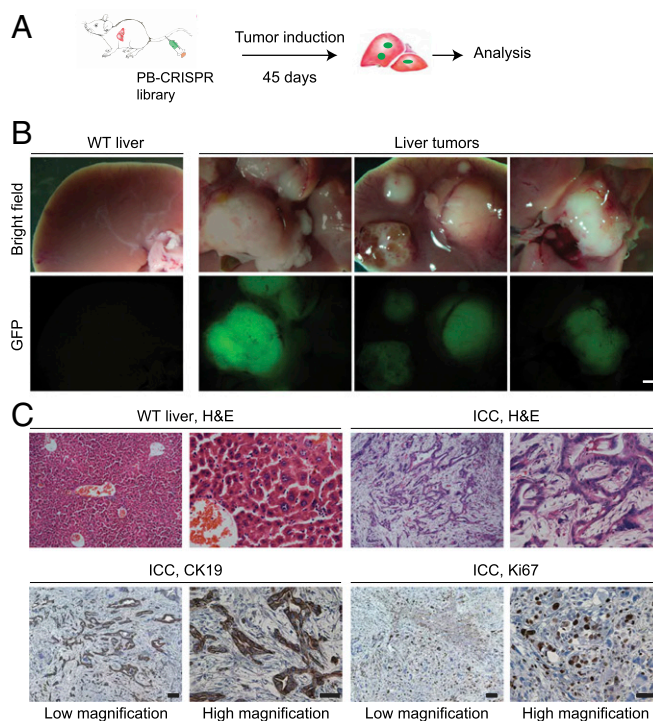 A
PB-CRISPR
library
Tumor induction
45 days
Analysis
B
WT liver
Liver tumors
Bright field
GFP
C
WT liver, H&E
ICC, H&E
ICC, CK19
ICC, Ki67
Low magnification
High magnification
Low magnification
High magnification